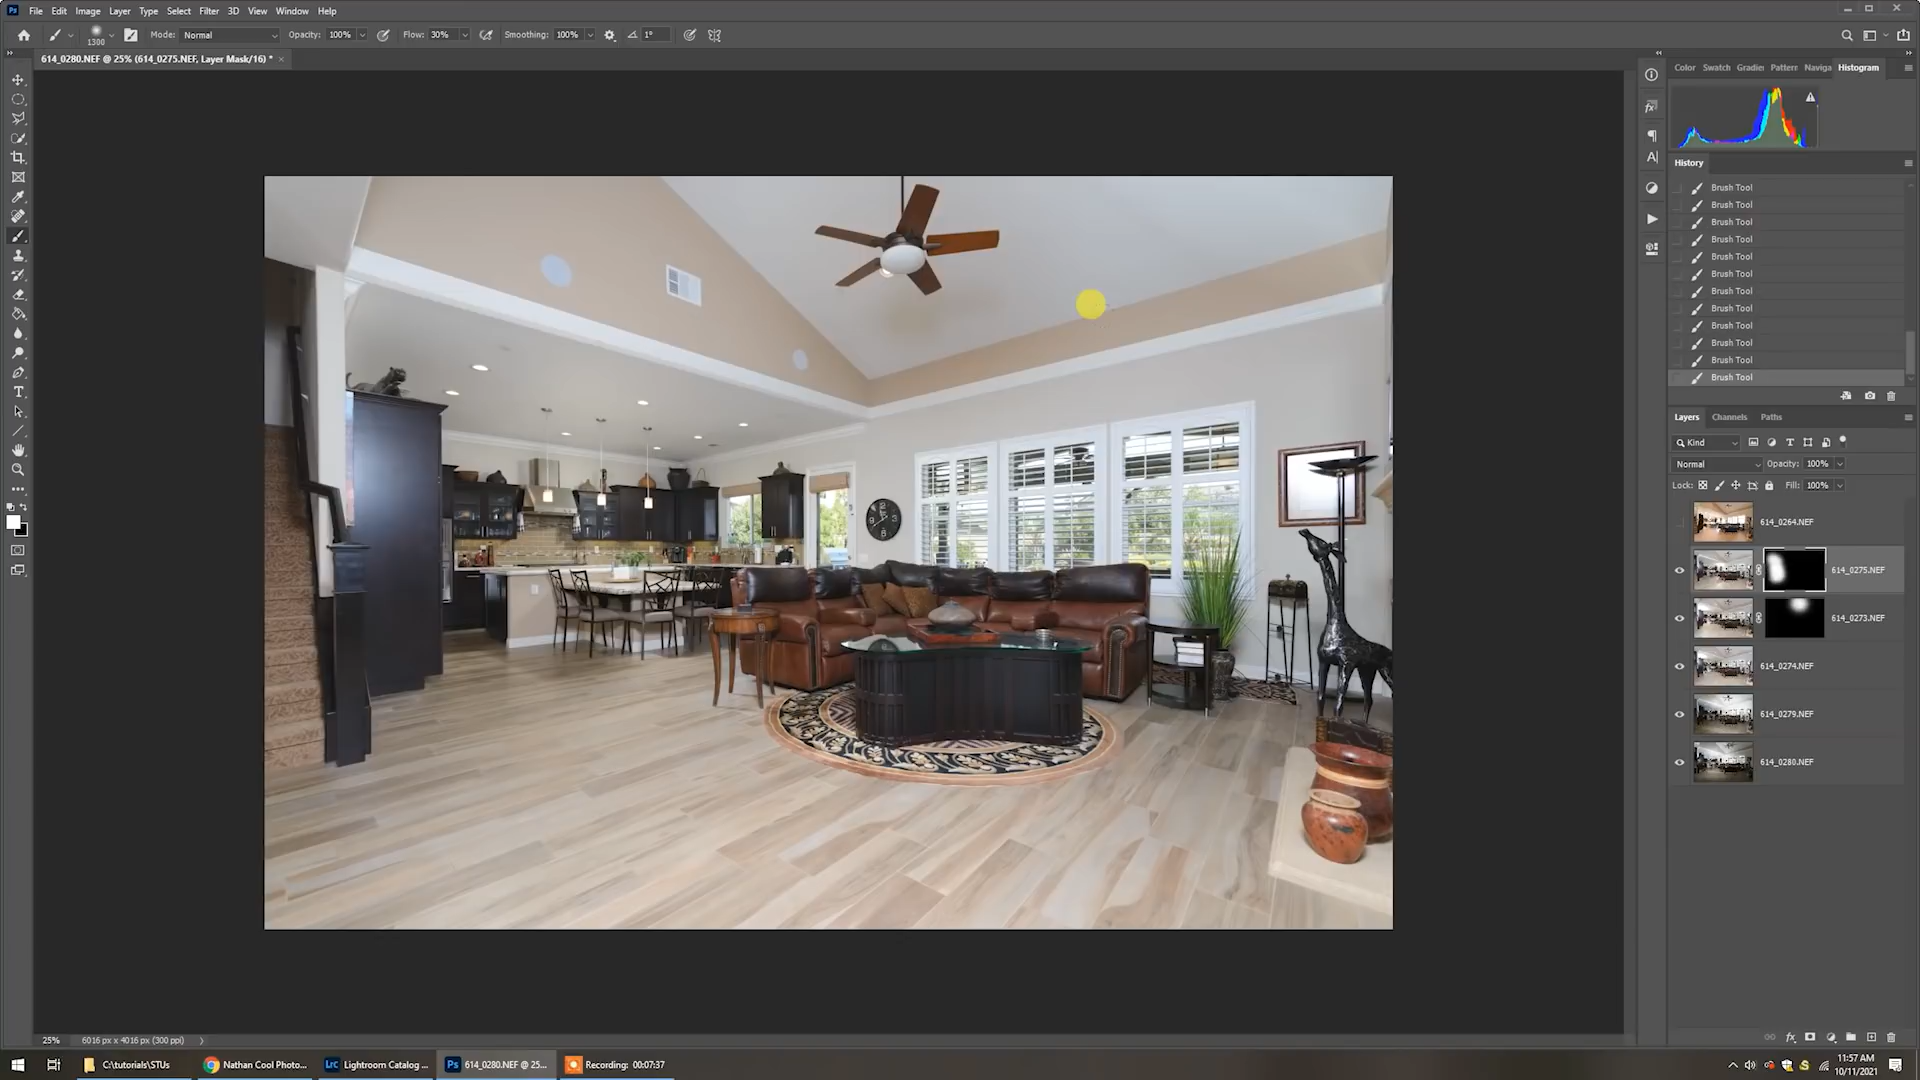 Ps File Edit Image Layer Type Select Filter 3D View Window Help
1300 Mode: Normal Opacity: 100% Flow: 30% Smoothing: 100% 1°
614_0280.NEF @ 25% (614_0275.NEF, Layer Mask/16) * ×
Color Swatch Gradie Pattern Naviga Histogram
History
Brush Tool
Brush Tool
Brush Tool
Brush Tool
Brush Tool
Brush Tool
Brush Tool
Brush Tool
Brush Tool
Brush Tool
Brush Tool
Brush Tool
Layers Channels Paths
Kind
Normal Opacity: 100%
Lock: Fill: 100%
614_0264.NEF
614_0275.NEF
614_0273.NEF
614_0274.NEF
614_0279.NEF
614_0280.NEF
25% 6016 px x 4016 px (300 ppi)
C:\tutorials\STUs Nathan Cool Photo... LrC Lightroom Catalog ... Ps 614_0280.NEF @ 25... Recording: 00:07:37
11:57 AM
10/11/2021